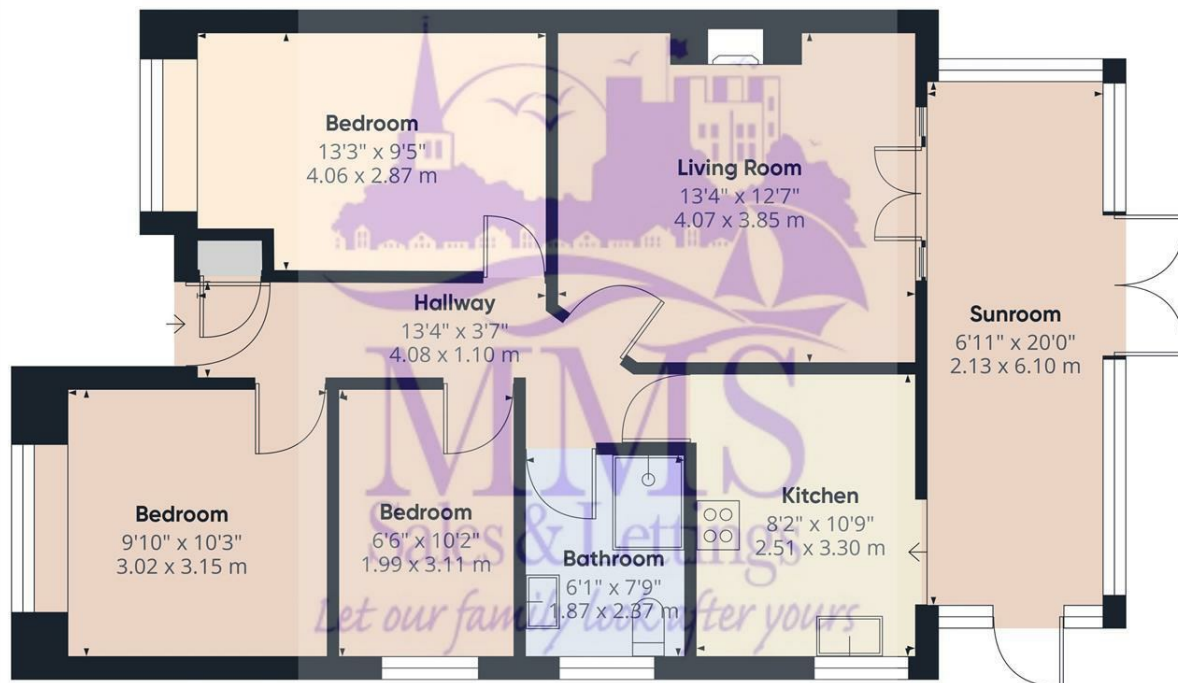 Bedroom
13'3" x 9'5"
4.06 x 2.87 m
Living Room
13'4" x 12'7"
4.07 x 3.85 m
Hallway
13'4" x 3'7"
4.08 x 1.10 m
Sunroom
6'11" x 20'0"
2.13 x 6.10 m
Bedroom
9'10" x 10'3"
3.02 x 3.15 m
Bedroom
6'6" x 10'2"
1.99 x 3.11 m
Bathroom
6'1" x 7'9"
1.87 x 2.37 m
Kitchen
8'2" x 10'9"
2.51 x 3.30 m
MMS
Sales & Lettings
Let our family look after yours